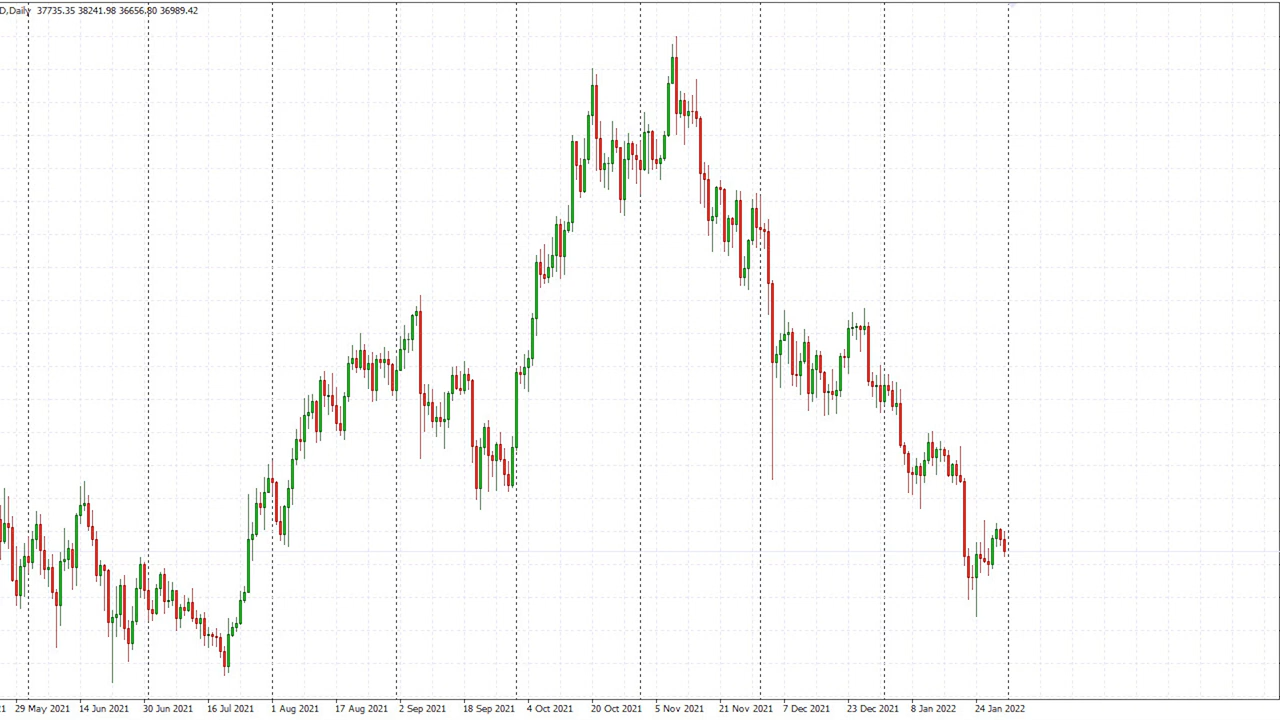 D,Daily 37735.35 38241.98 36656.80 36989.42
21 29 May 2021 14 Jun 2021 30 Jun 2021 16 Jul 2021 1 Aug 2021 17 Aug 2021 2 Sep 2021 18 Sep 2021 4 Oct 2021 20 Oct 2021 5 Nov 2021 21 Nov 2021 7 Dec 2021 23 Dec 2021 8 Jan 2022 24 Jan 2022